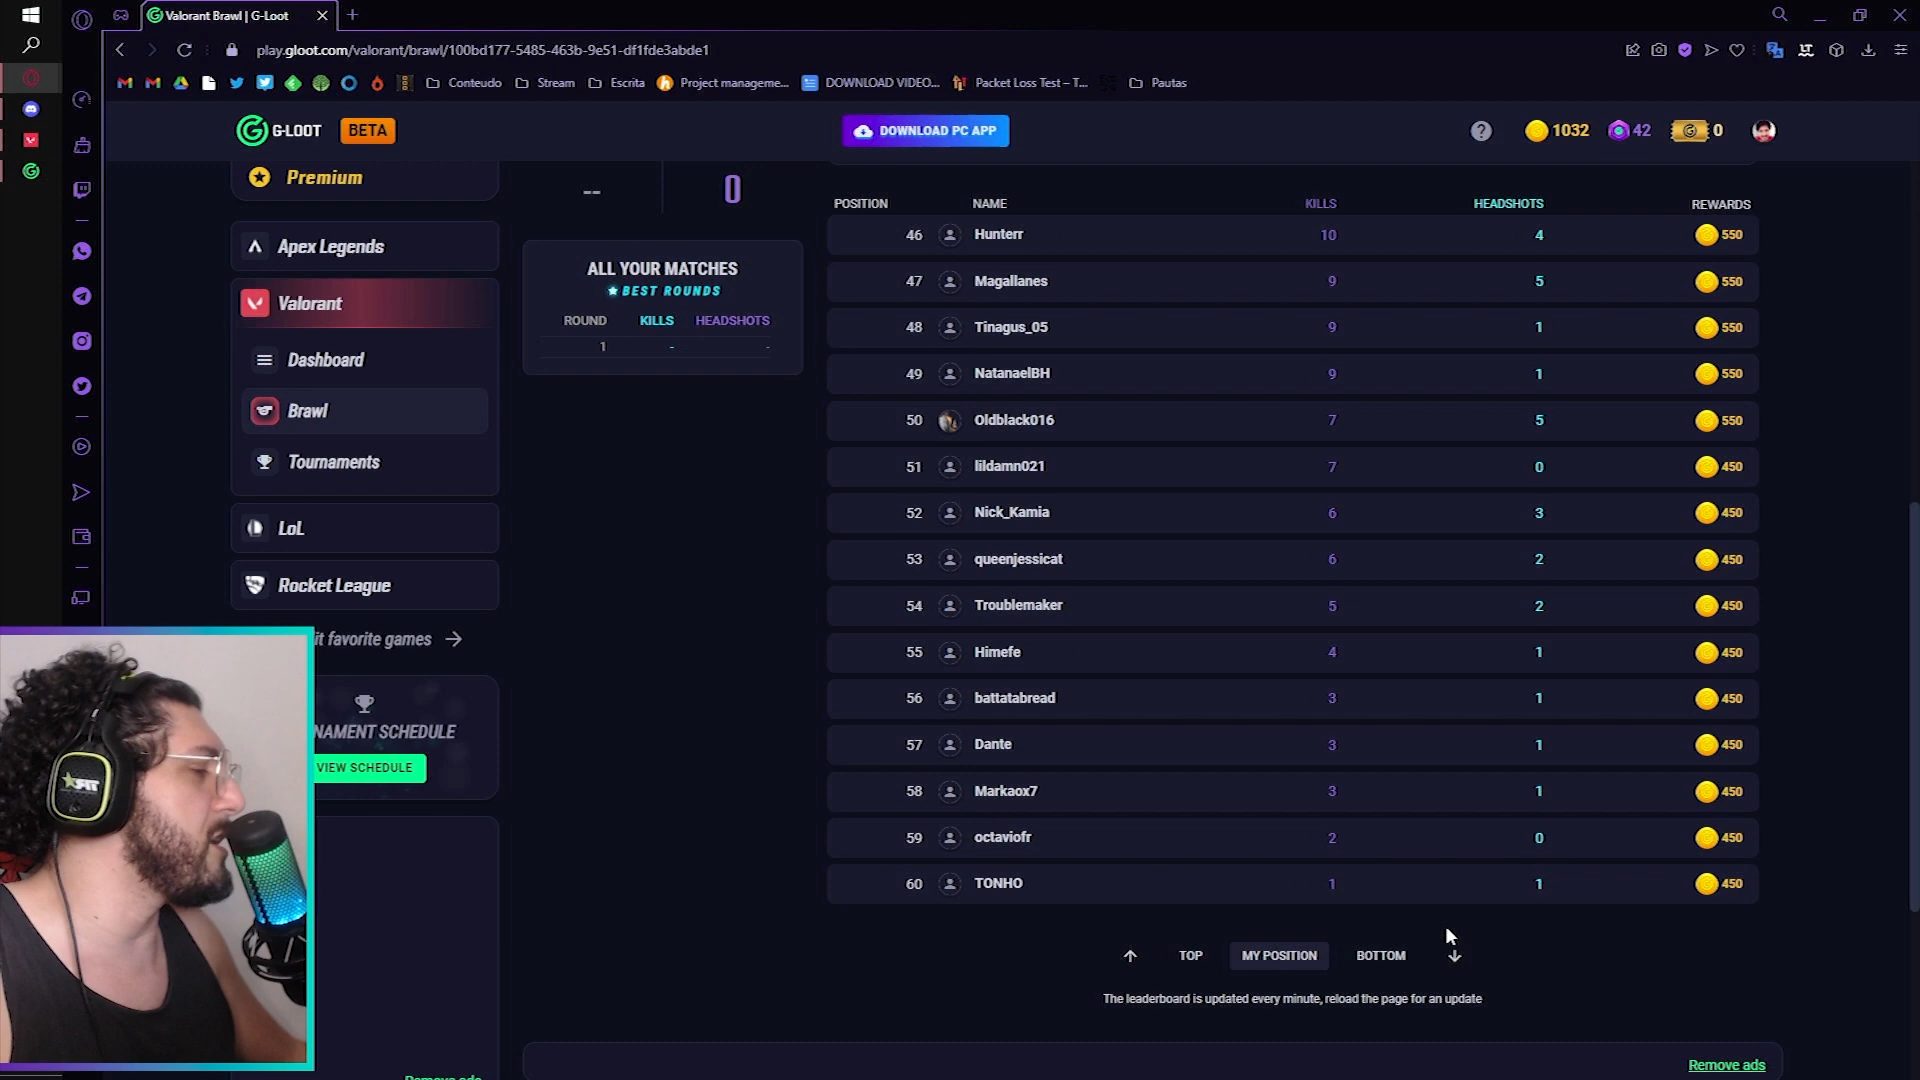 Valorant Brawl | G-Loot
play.gloot.com/valorant/brawl/100bd177-5485-463b-9e51-df1fde3abde1
Conteudo Stream Escrita Project manageme... DOWNLOAD VIDEO... Packet Loss Test – T... Pautas
G-LOOT BETA DOWNLOAD PC APP ? 1032 42 0
Premium
Apex Legends
Valorant
Dashboard
Brawl
Tournaments
LoL
Rocket League
it favorite games →
NAMENT SCHEDULE
VIEW SCHEDULE
Remove ads
-- 0
ALL YOUR MATCHES
BEST ROUNDS
ROUND KILLS HEADSHOTS
1 - -
POSITION NAME KILLS HEADSHOTS REWARDS
46 Hunterr 10 4 550
47 Magallanes 9 5 550
48 Tinagus_05 9 1 550
49 NatanaelBH 9 1 550
50 Oldblack016 7 5 550
51 lildamn021 7 0 450
52 Nick_Kamia 6 3 450
53 queenjessicat 6 2 450
54 Troublemaker 5 2 450
55 Himefe 4 1 450
56 battatabread 3 1 450
57 Dante 3 1 450
58 Markaox7 3 1 450
59 octaviofr 2 0 450
60 TONHO 1 1 450
↑ TOP MY POSITION BOTTOM ↓
The leaderboard is updated every minute, reload the page for an update
Remove ads
FIT